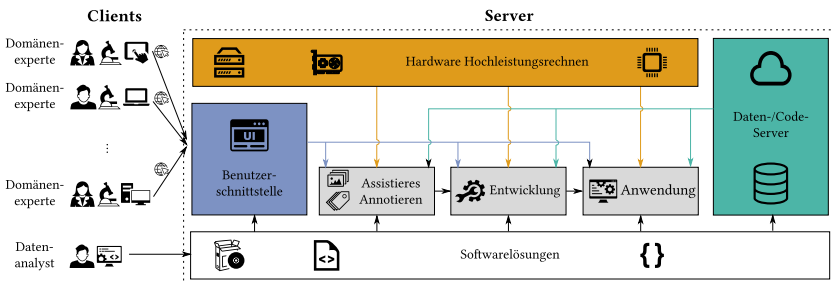 Clients
Server
Domänen-
experte
Domänen-
experte
⋮
Domänen-
experte
Daten-
analyst
Hardware Hochleistungsrechnen
UI
Benutzer-
schnittstelle
Assistieres
Annotieren
Entwicklung
Anwendung
Daten-/Code-
Server
Softwarelösungen